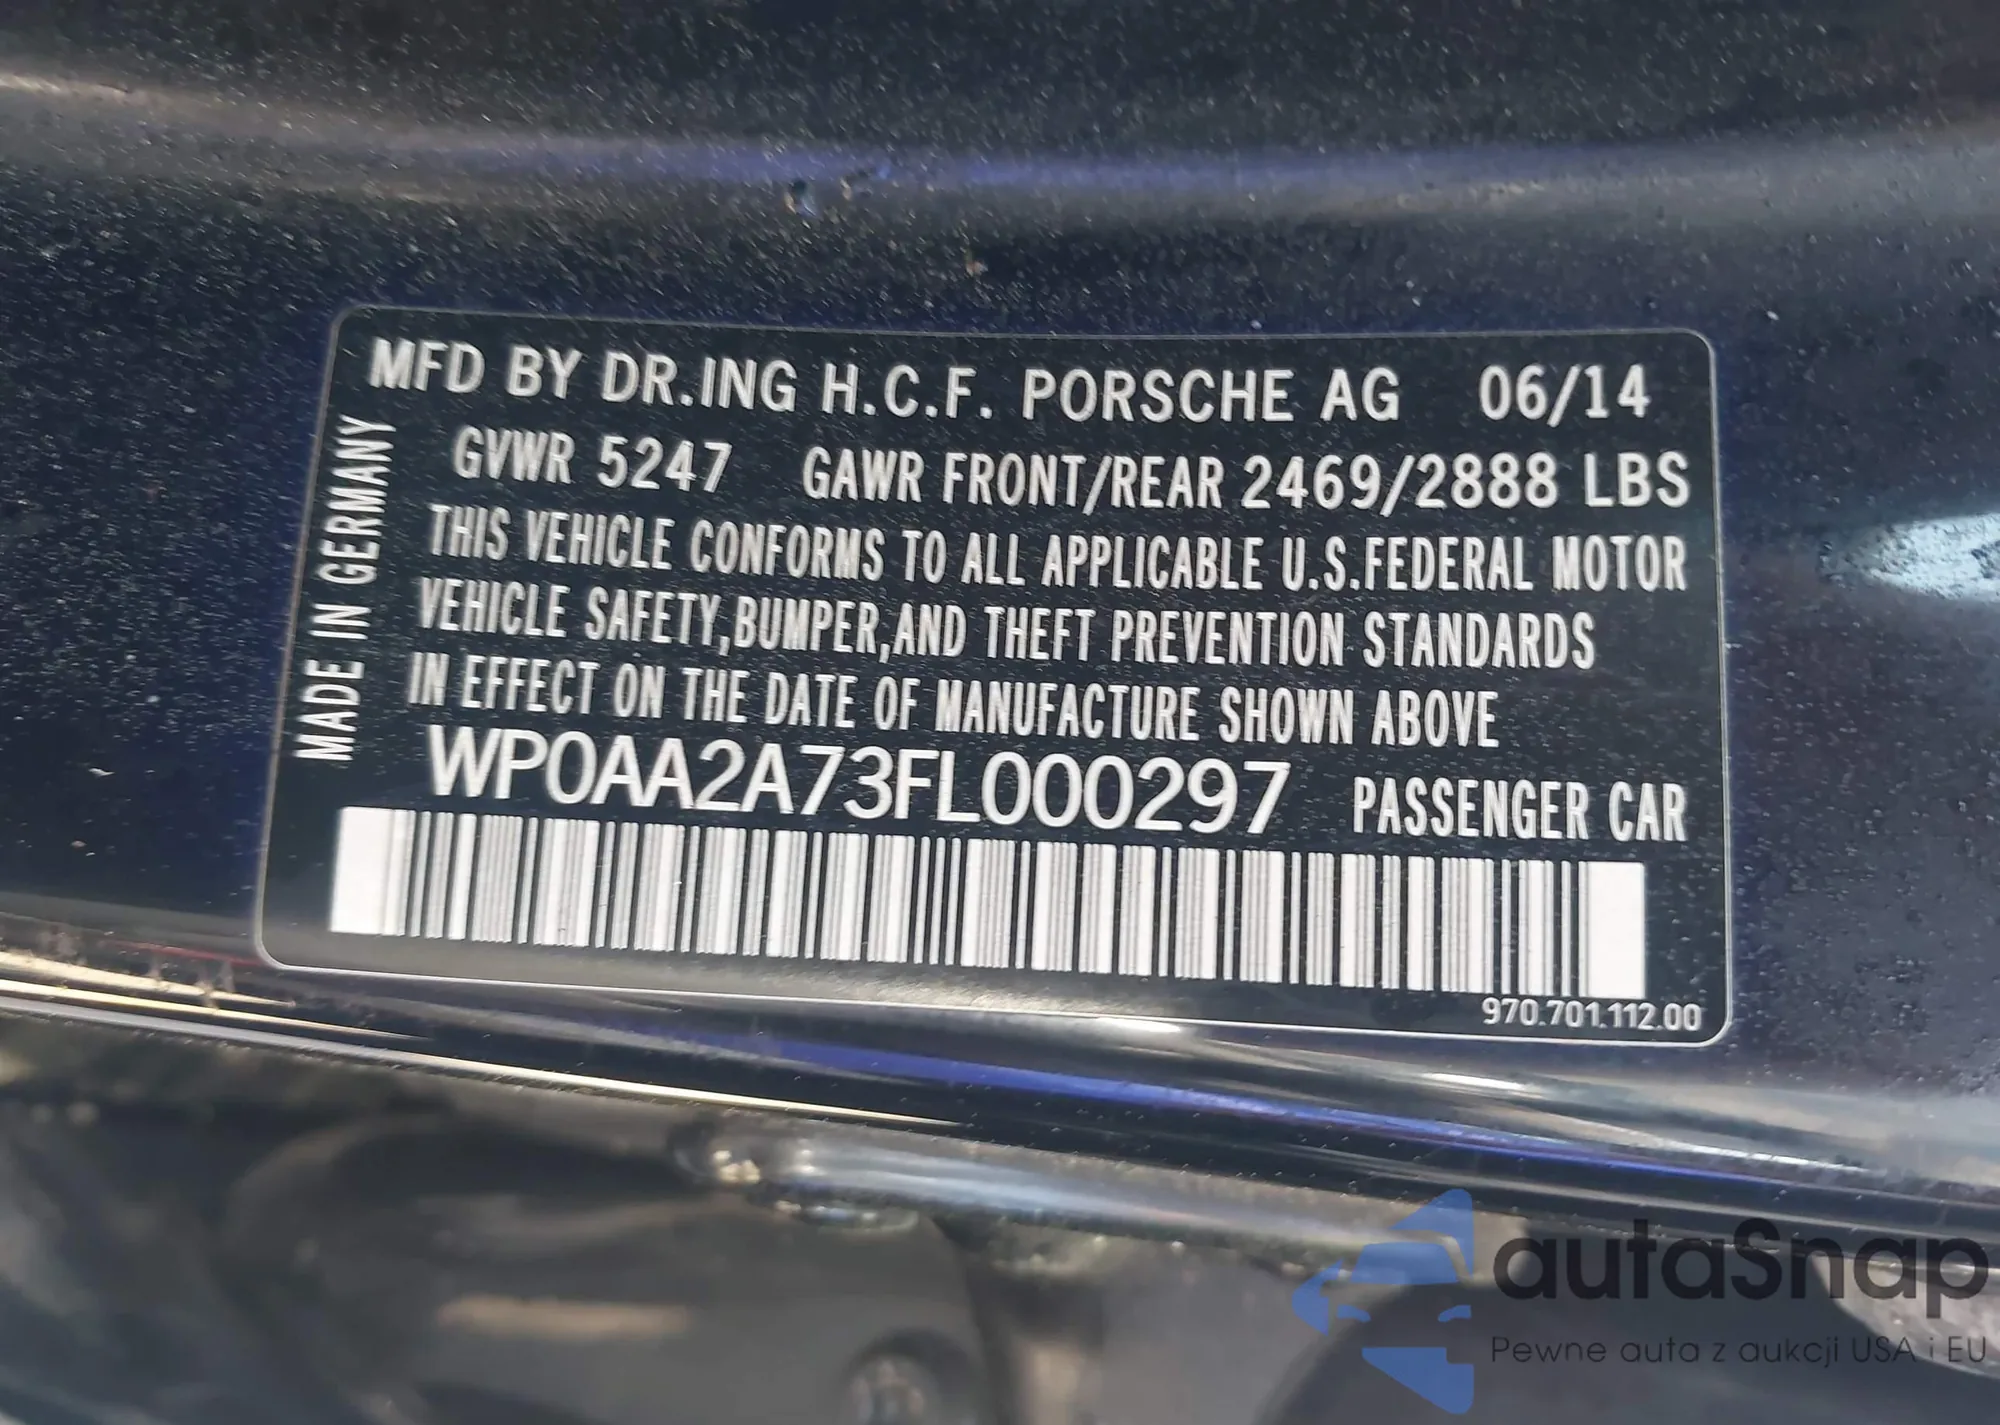 MFD BY DR.ING H.C.F. PORSCHE AG 06/14
GVWR 5247 GAWR FRONT/REAR 2469/2888 LBS
THIS VEHICLE CONFORMS TO ALL APPLICABLE U.S.FEDERAL MOTOR
VEHICLE SAFETY,BUMPER,AND THEFT PREVENTION STANDARDS
IN EFFECT ON THE DATE OF MANUFACTURE SHOWN ABOVE
WP0AA2A73FL000297 PASSENGER CAR
MADE IN GERMANY
970.701.112.00
autaSnap
Pewne auta z aukcji USA i EU